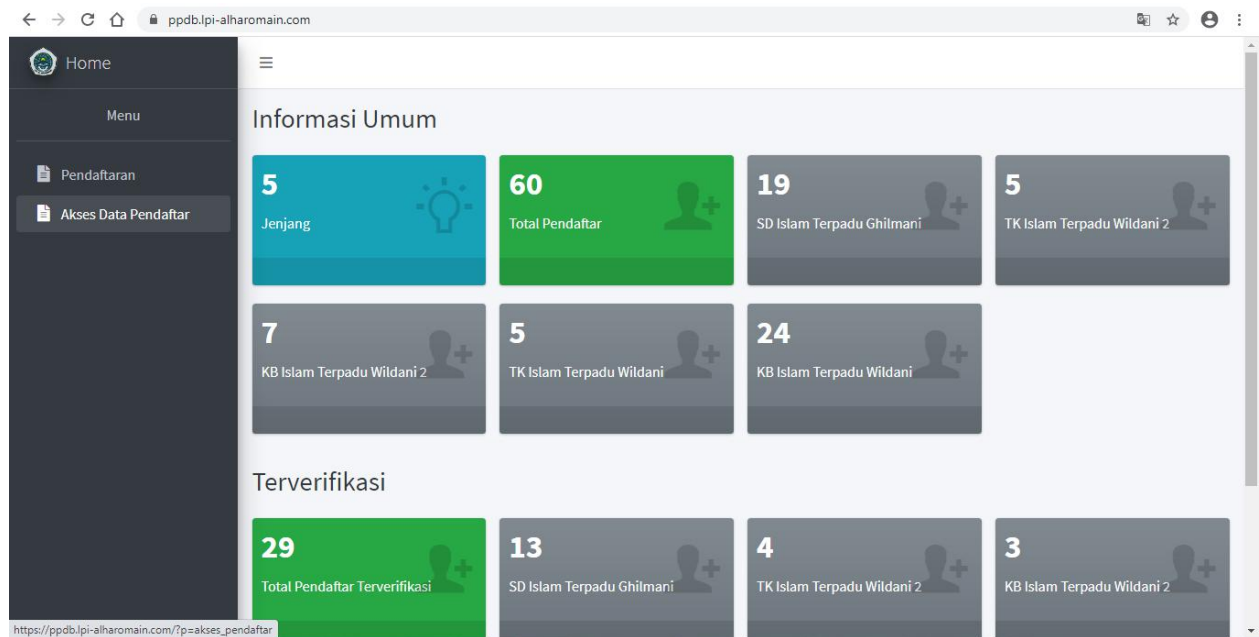 ppdb.lpi-alharomain.com
Home
Menu
Pendaftaran
Akses Data Pendaftar
Informasi Umum
5
Jenjang
60
Total Pendaftar
19
SD Islam Terpadu Ghilmani
5
TK Islam Terpadu Wildani 2
7
KB Islam Terpadu Wildani 2
5
TK Islam Terpadu Wildani
24
KB Islam Terpadu Wildani
Terverifikasi
29
Total Pendaftar Terverifikasi
13
SD Islam Terpadu Ghilmani
4
TK Islam Terpadu Wildani 2
3
KB Islam Terpadu Wildani 2
https://ppdb.lpi-alharomain.com/?p=akses_pendaftar